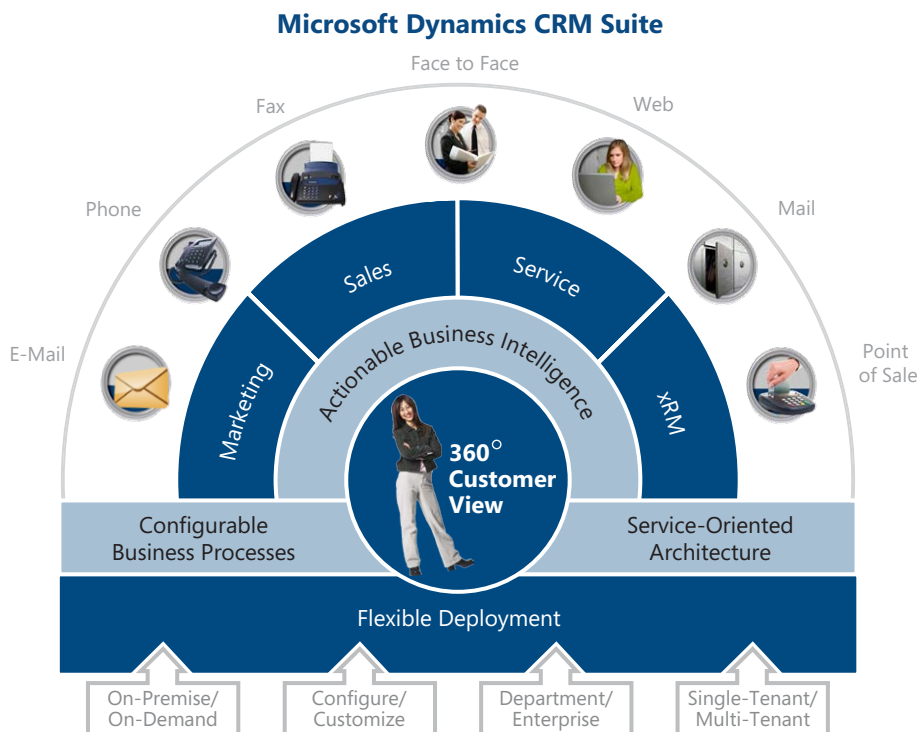 Microsoft Dynamics CRM Suite
Face to Face
Fax
Web
Phone
Mail
E-Mail
Point
of Sale
Marketing
Sales
Service
xRM
Actionable Business Intelligence
360°
Customer
View
Configurable
Business Processes
Service-Oriented
Architecture
Flexible Deployment
On-Premise/
On-Demand
Configure/
Customize
Department/
Enterprise
Single-Tenant/
Multi-Tenant